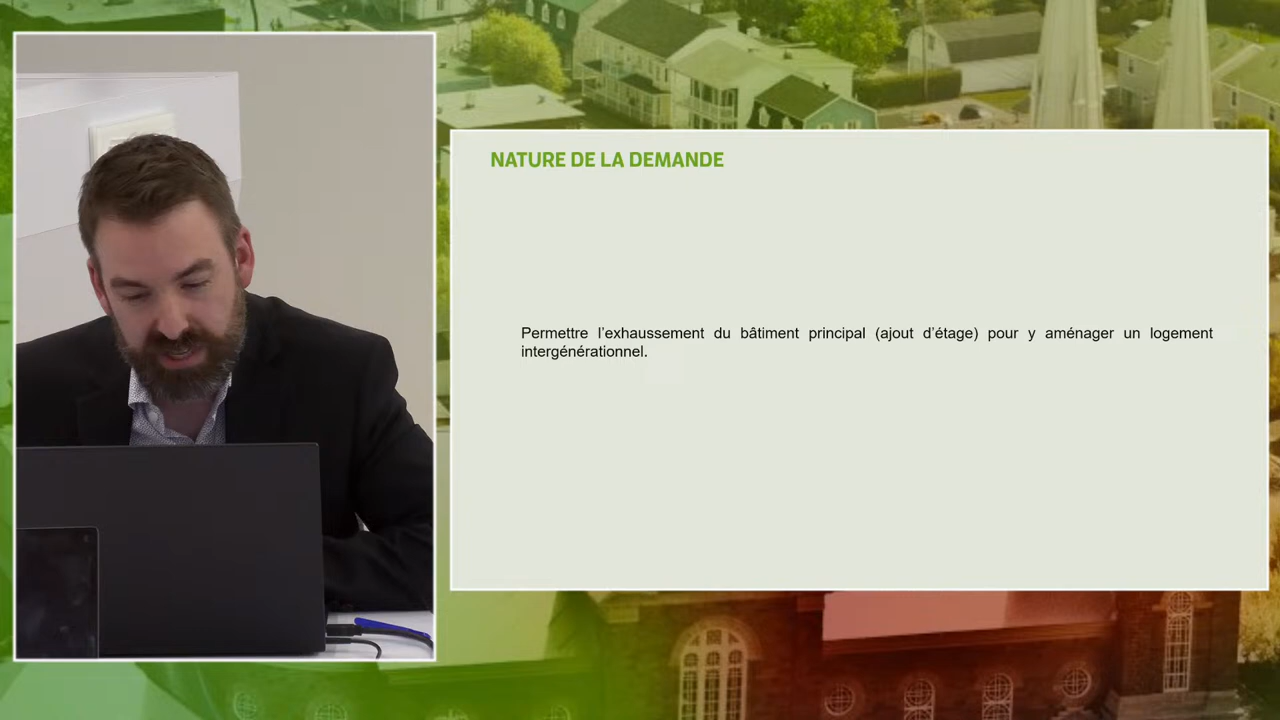 NATURE DE LA DEMANDE
Permettre l'exhaussement du bâtiment principal (ajout d'étage) pour y aménager un logement
intergénérationnel.